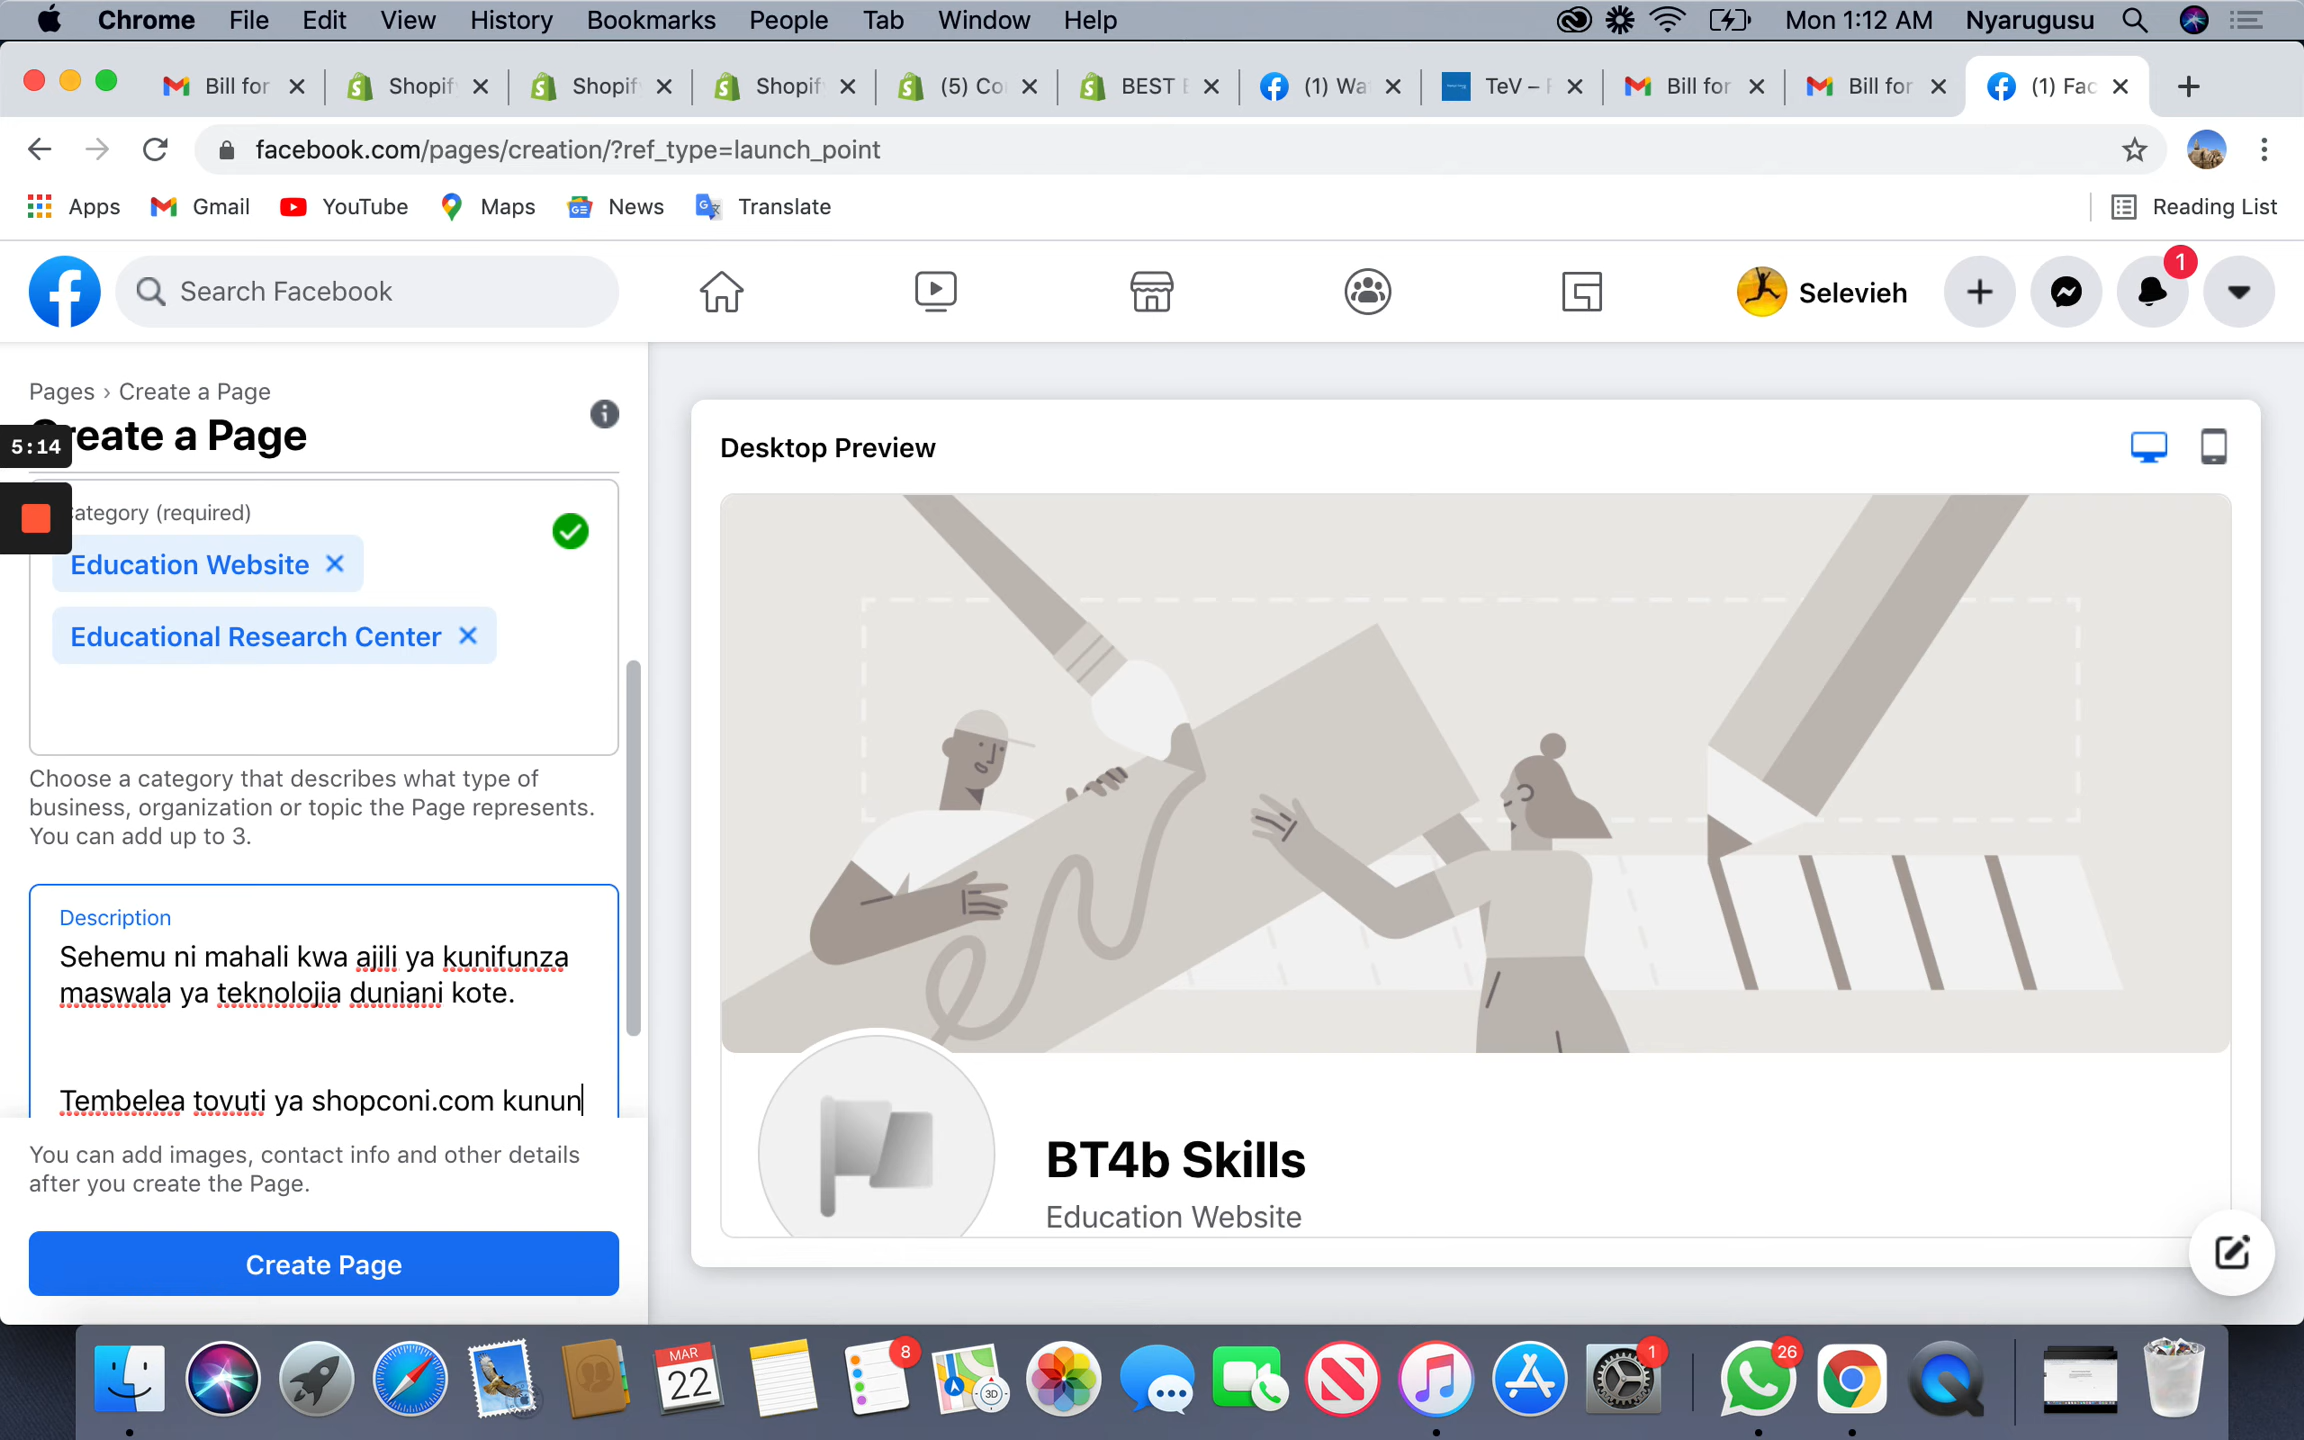 Chrome File Edit View History Bookmarks People Tab Window Help Mon 1:12 AM Nyarugusu
Bill for Shopif Shopif Shopif (5) Co BEST (1) Wa TeV – Bill for Bill for (1) Fac
facebook.com/pages/creation/?ref_type=launch_point
Apps Gmail YouTube Maps News Translate Reading List
Search Facebook Selevieh 1
Pages › Create a Page
Create a Page
5:14
Category (required)
Education Website
Educational Research Center
Choose a category that describes what type of
business, organization or topic the Page represents.
You can add up to 3.
Description
Sehemu ni mahali kwa ajili ya kunifunza
maswala ya teknolojia duniani kote.
Tembelea tovuti ya shopconi.com kunun
You can add images, contact info and other details
after you create the Page.
Create Page
Desktop Preview
BT4b Skills
Education Website
MAR
22
8
3D
1
26